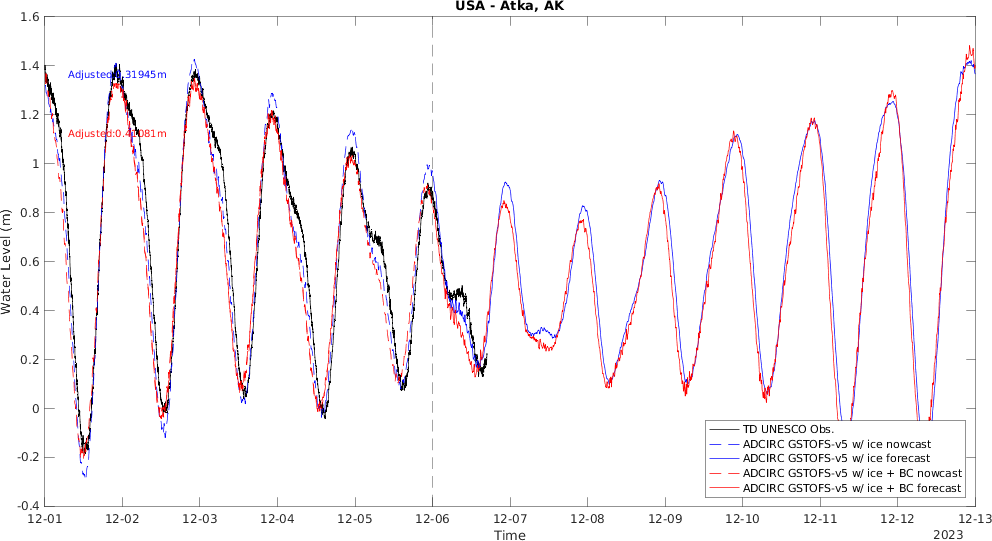 USA - Atka, AK
1.6
1.4
1.2
1
0.8
0.6
0.4
0.2
0
-0.2
-0.4
Water Level (m)
Adjusted:0.31945m
Adjusted:0.41081m
TD UNESCO Obs.
ADCIRC GSTOFS-v5 w/ ice nowcast
ADCIRC GSTOFS-v5 w/ ice forecast
ADCIRC GSTOFS-v5 w/ ice + BC nowcast
ADCIRC GSTOFS-v5 w/ ice + BC forecast
12-01 12-02 12-03 12-04 12-05 12-06 12-07 12-08 12-09 12-10 12-11 12-12 12-13
Time
2023